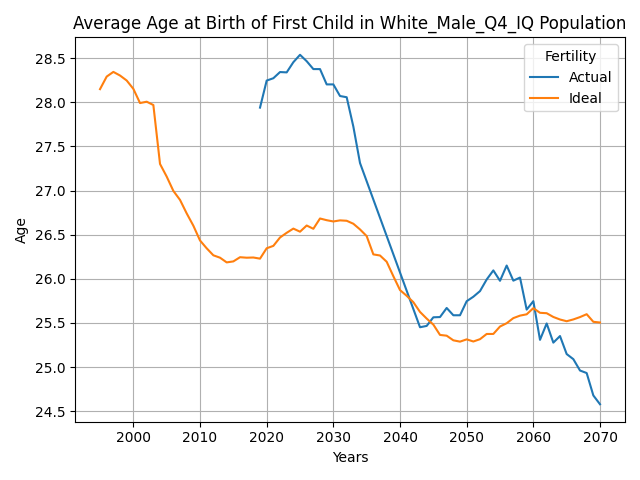 Average Age at Birth of First Child in White_Male_Q4_IQ Population
Fertility
Actual
Ideal
Age
28.5
28.0
27.5
27.0
26.5
26.0
25.5
25.0
24.5
2000 2010 2020 2030 2040 2050 2060 2070
Years